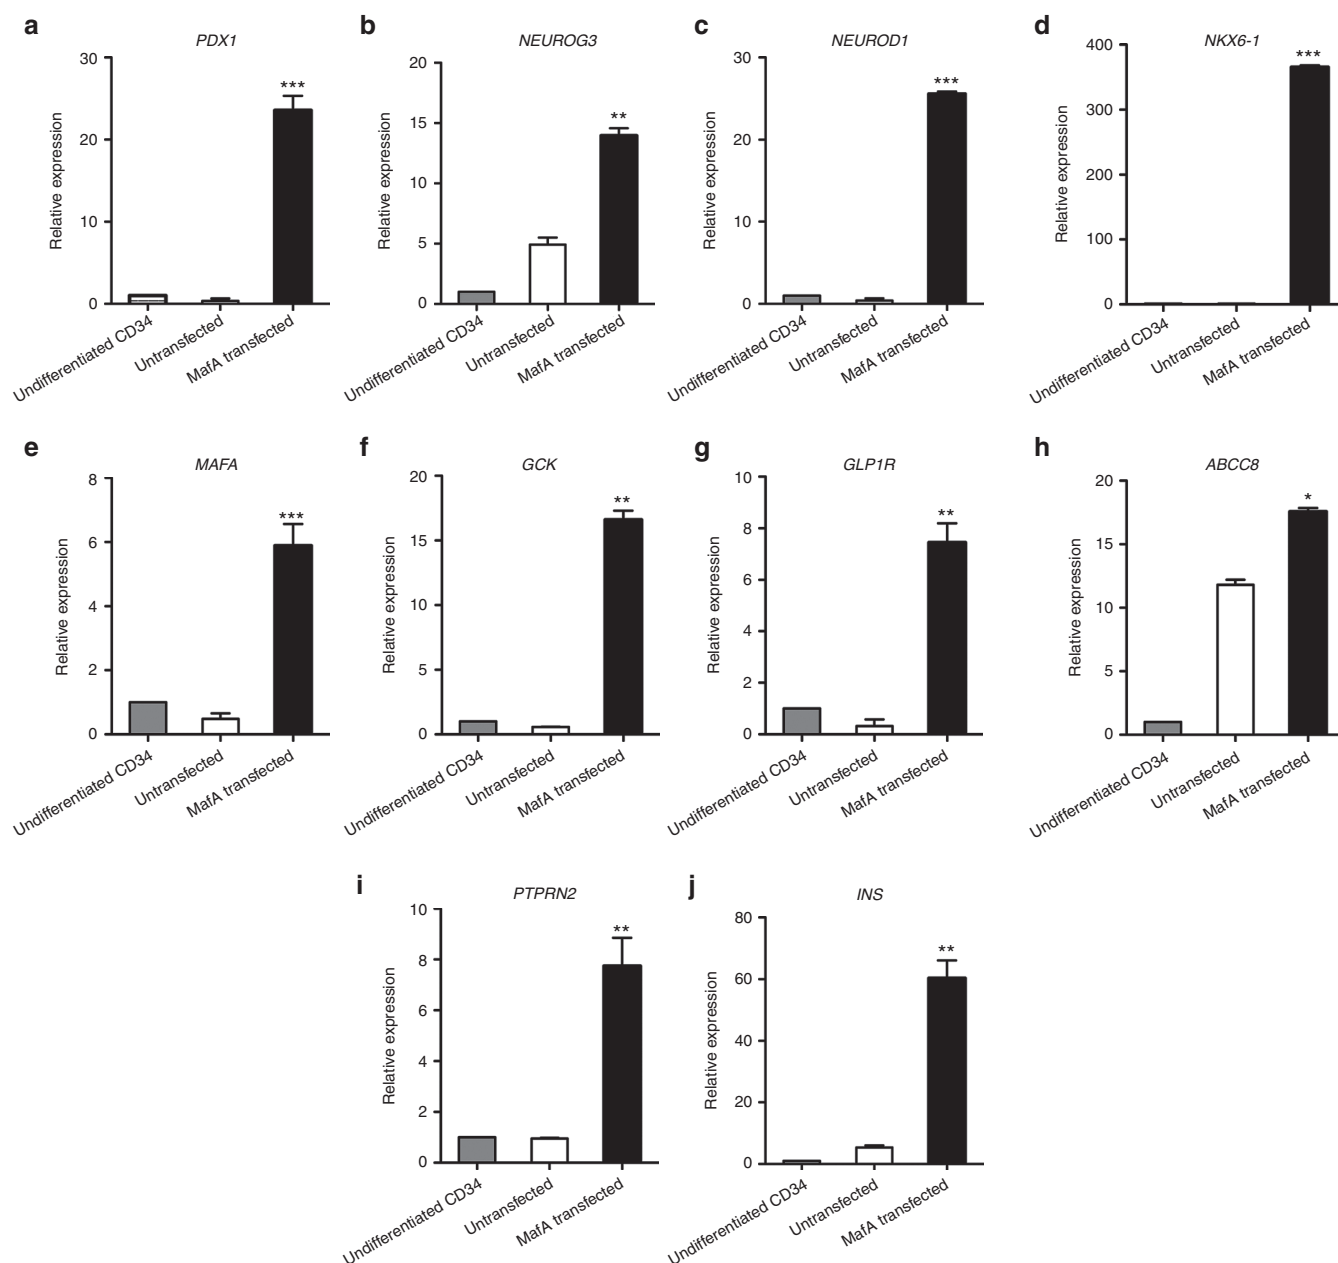 a
PDX1
Relative expression
30
20
10
0
***
Undifferentiated CD34
Untransfected
MafA transfected
b
NEUROG3
Relative expression
20
15
10
5
0
**
Undifferentiated CD34
Untransfected
MafA transfected
c
NEUROD1
Relative expression
30
20
10
0
***
Undifferentiated CD34
Untransfected
MafA transfected
d
NKX6-1
Relative expression
400
300
200
100
0
***
Undifferentiated CD34
Untransfected
MafA transfected
e
MAFA
Relative expression
8
6
4
2
0
***
Undifferentiated CD34
Untransfected
MafA transfected
f
GCK
Relative expression
20
15
10
5
0
**
Undifferentiated CD34
Untransfected
MafA transfected
g
GLP1R
Relative expression
10
8
6
4
2
0
**
Undifferentiated CD34
Untransfected
MafA transfected
h
ABCC8
Relative expression
20
15
10
5
0
*
Undifferentiated CD34
Untransfected
MafA transfected
i
PTPRN2
Relative expression
10
8
6
4
2
0
**
Undifferentiated CD34
Untransfected
MafA transfected
j
INS
Relative expression
80
60
40
20
0
**
Undifferentiated CD34
Untransfected
MafA transfected